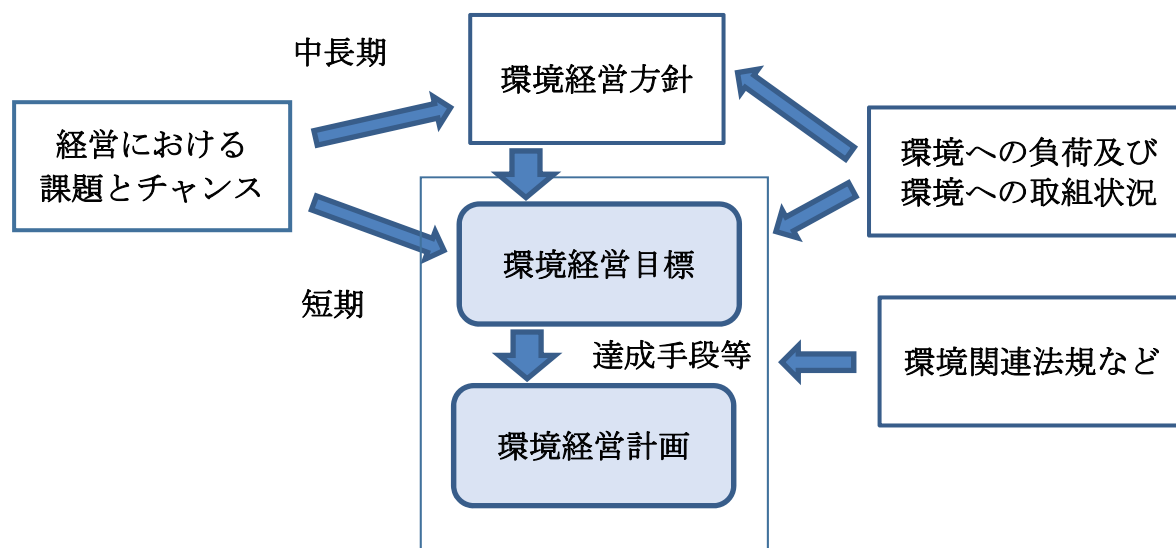 中長期
環境経営方針
経営における
課題とチャンス
環境への負荷及び
環境への取組状況
環境経営目標
短期
達成手段等
環境関連法規など
環境経営計画